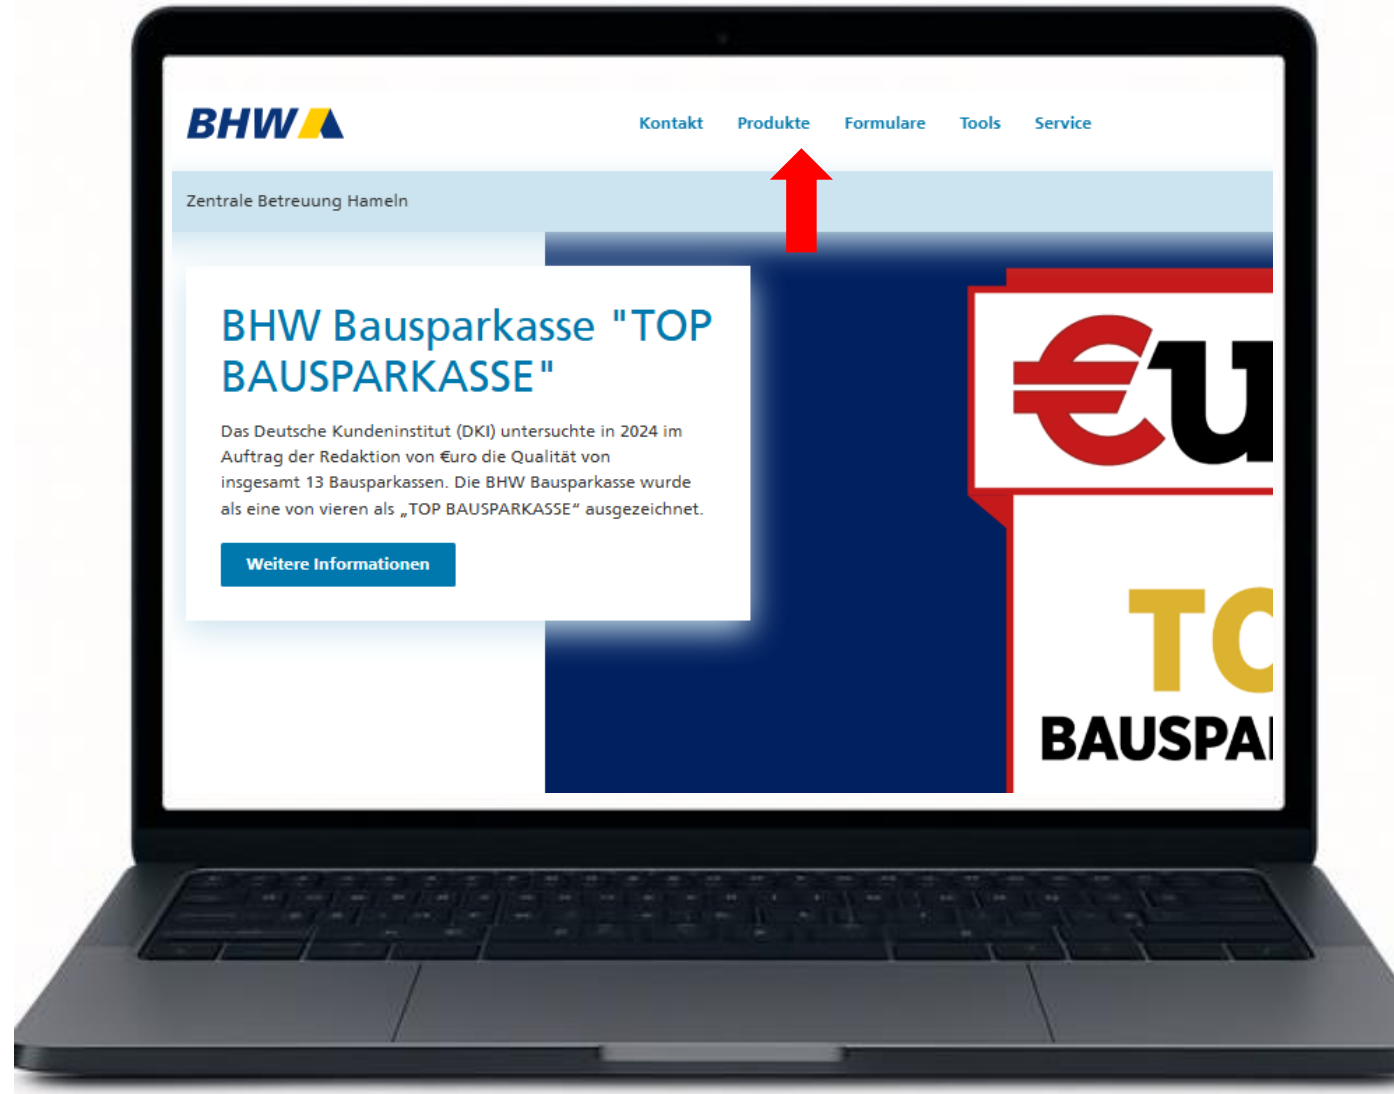 BHW
Kontakt Produkte Formulare Tools Service
Zentrale Betreuung Hameln
BHW Bausparkasse "TOP
BAUSPARKASSE"
Das Deutsche Kundeninstitut (DKI) untersuchte in 2024 im
Auftrag der Redaktion von €uro die Qualität von
insgesamt 13 Bausparkassen. Die BHW Bausparkasse wurde
als eine von vieren als „TOP BAUSPARKASSE“ ausgezeichnet.
Weitere Informationen
€u
TO
BAUSPA